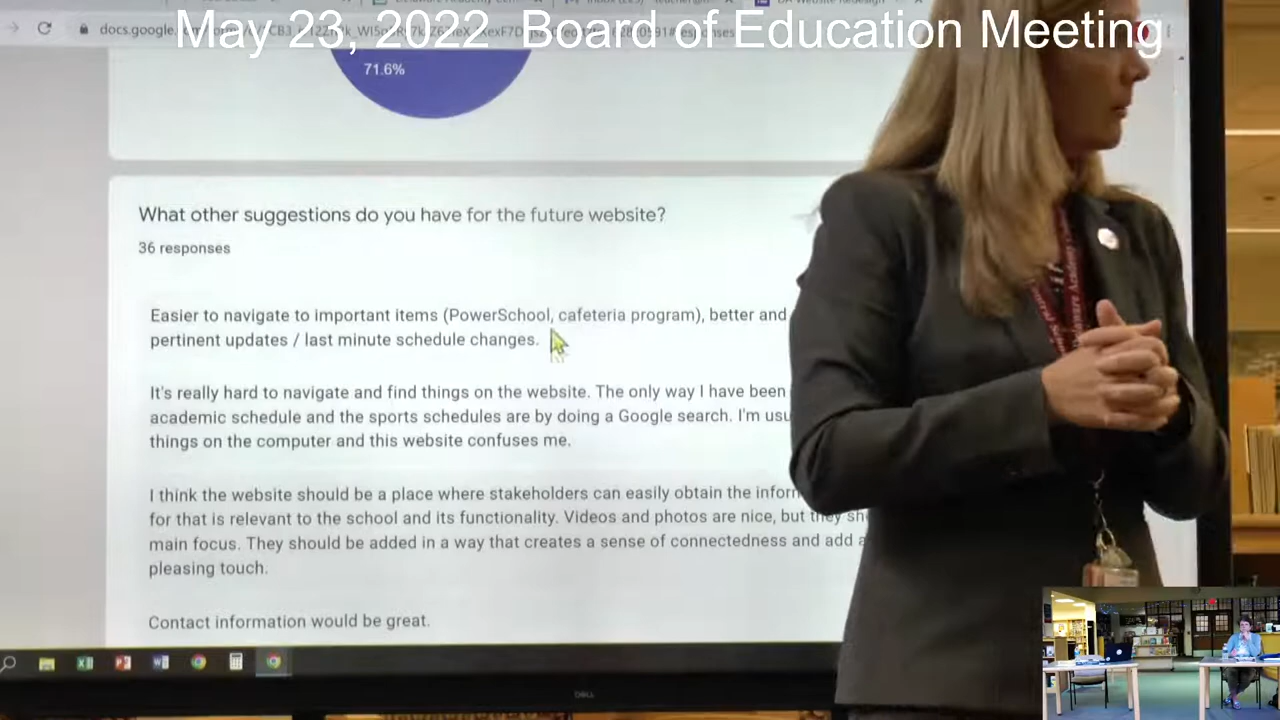 May 23, 2022 Board of Education Meeting
docs.google.
71.6%
What other suggestions do you have for the future website?
36 responses
Easier to navigate to important items (PowerSchool, cafeteria program), better and
pertinent updates / last minute schedule changes.
It's really hard to navigate and find things on the website. The only way I have been
academic schedule and the sports schedules are by doing a Google search. I'm usu
things on the computer and this website confuses me.
I think the website should be a place where stakeholders can easily obtain the inform
for that is relevant to the school and its functionality. Videos and photos are nice, but they sh
main focus. They should be added in a way that creates a sense of connectedness and add a
pleasing touch.
Contact information would be great.
DELL